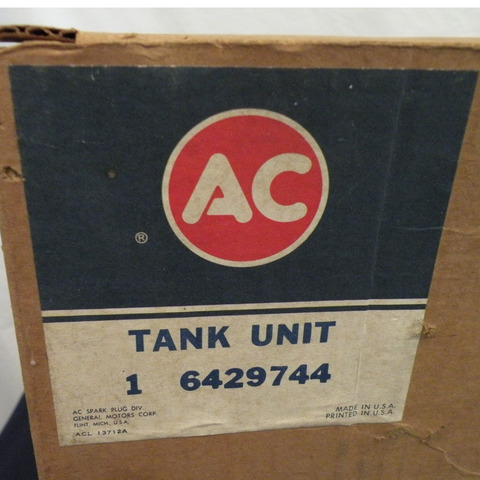 AC
®
TANK UNIT
1 6429744
AC SPARK PLUG DIV.
GENERAL MOTORS CORP.
FLINT, MICH., U.S.A.
ACL 13712A
MADE IN U.S.A.
PRINTED IN U.S.A.